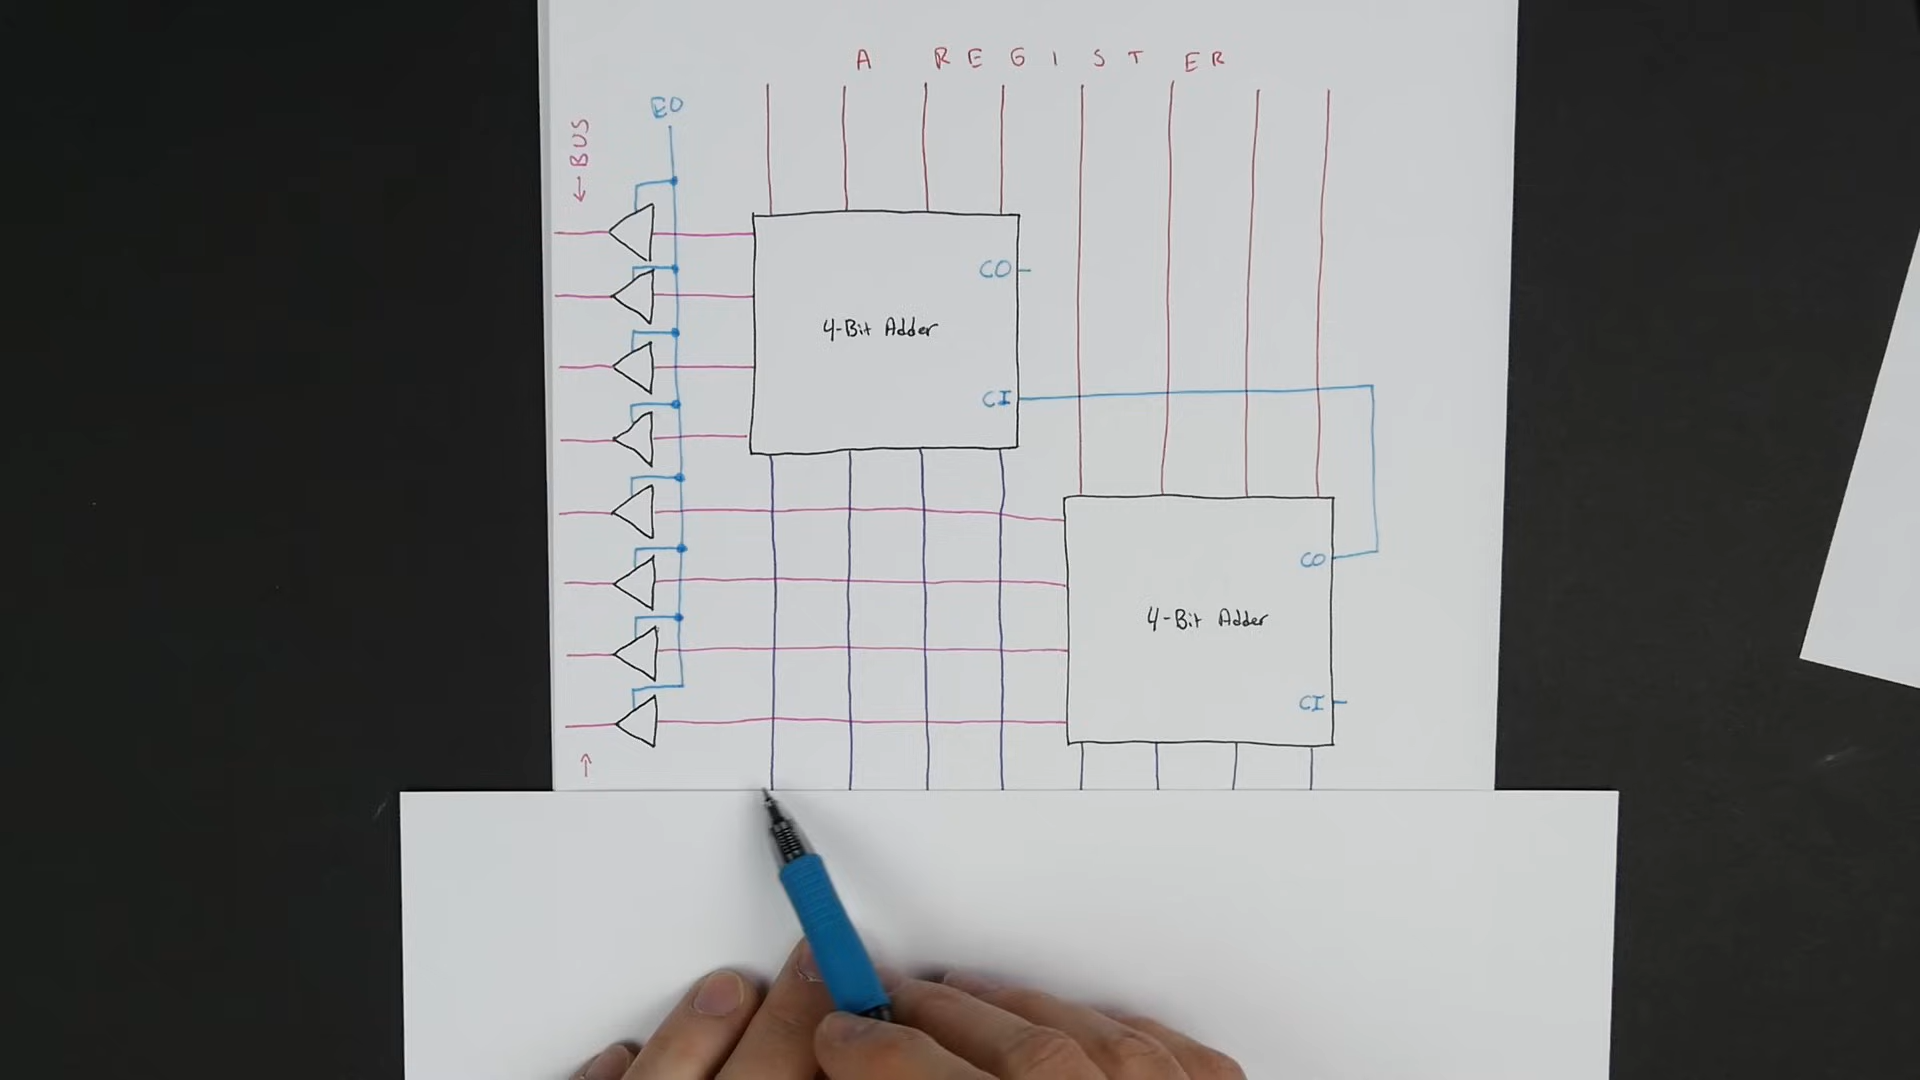 A REGISTER
EO
← BUS
CO
4-Bit Adder
CI
CO
4-Bit Adder
CI
→